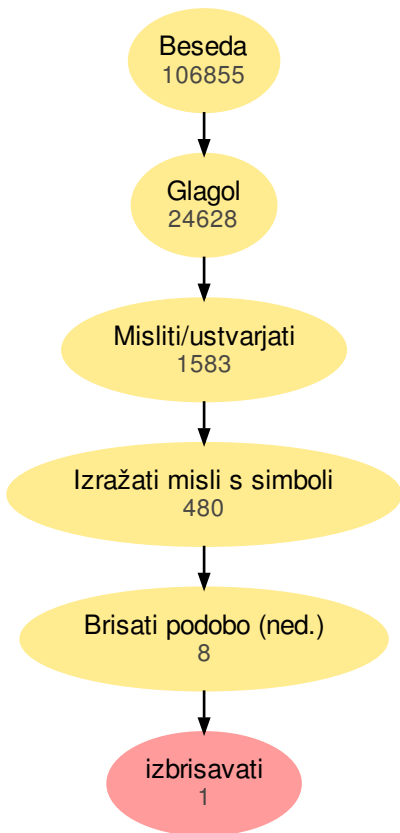 Beseda
106855
Glagol
24628
Misliti/ustvarjati
1583
Izražati misli s simboli
480
Brisati podobo (ned.)
8
izbrisavati
1